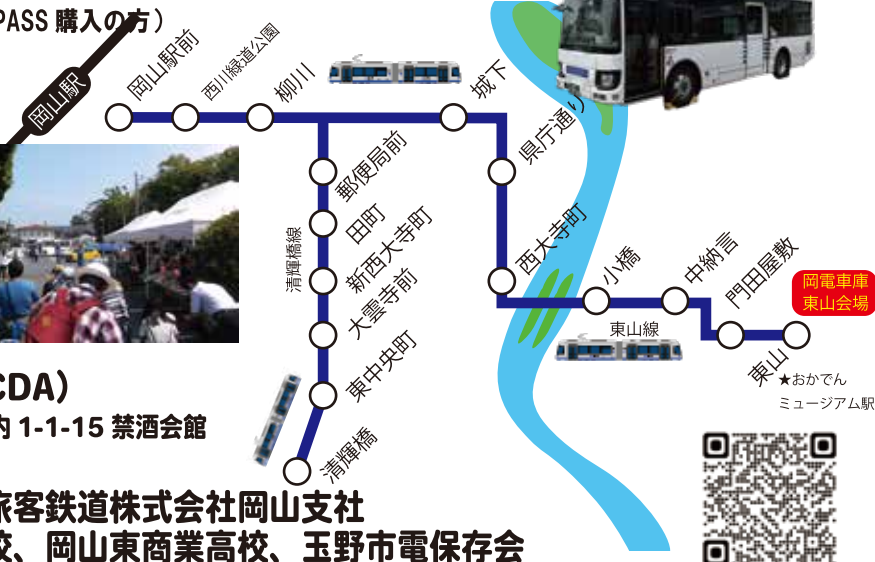 PASS 購入の方）
岡山駅
岡山駅前
西川緑道公園
柳川
城下
県庁通り
郵便局前
田町
新西大寺町
大雲寺前
東中央町
清輝橋
清輝橋線
西大寺町
小橋
中納言
門田屋敷
東山
東山線
岡電車庫
東山会場
★おかでん
ミュージアム駅
CDA）
内 1-1-15 禁酒会館
旅客鉄道株式会社岡山支社
校、岡山東商業高校、玉野市電保存会